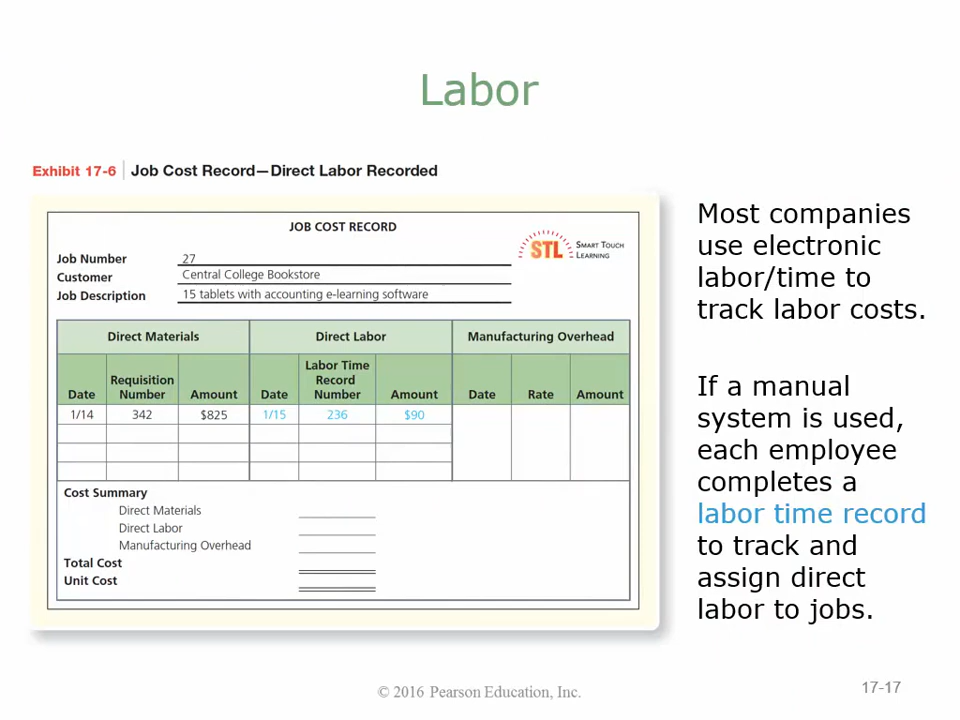 Labor
Exhibit 17-6 | Job Cost Record—Direct Labor Recorded
JOB COST RECORD
STL SMART TOUCH
LEARNING
Job Number 27
Customer Central College Bookstore
Job Description 15 tablets with accounting e-learning software
Direct Materials Direct Labor Manufacturing Overhead
Date Requisition Number Amount Date Labor Time Record Number Amount Date Rate Amount
1/14 342 $825 1/15 236 $90
Cost Summary
Direct Materials
Direct Labor
Manufacturing Overhead
Total Cost
Unit Cost
Most companies
use electronic
labor/time to
track labor costs.
If a manual
system is used,
each employee
completes a
labor time record
to track and
assign direct
labor to jobs.
© 2016 Pearson Education, Inc.
17-17